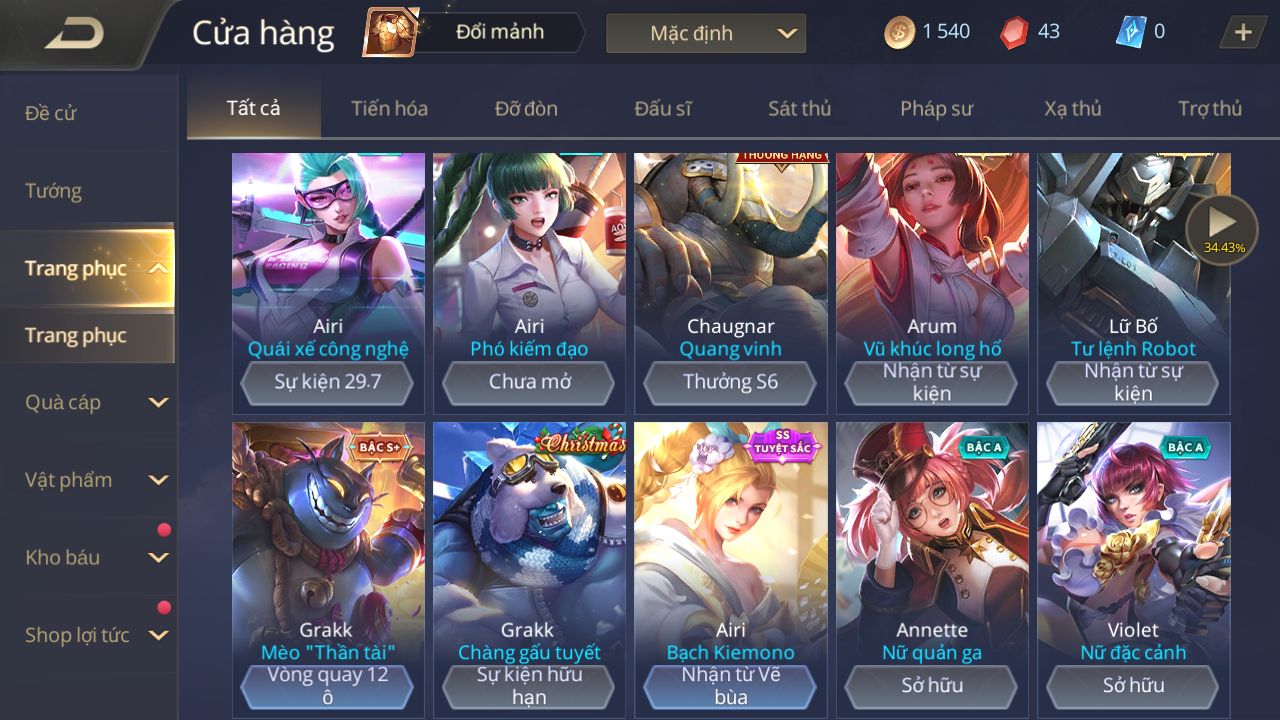 Cửa hàng
Đổi mảnh
Mặc định
1 540
43
0
Đề cử
Tướng
Trang phục
Trang phục
Quà cáp
Vật phẩm
Kho báu
Shop lợi tức
Tất cả
Tiến hóa
Đỡ đòn
Đấu sĩ
Sát thủ
Pháp sư
Xạ thủ
Trợ thủ
RACING
Airi
Quái xế công nghệ
Sự kiện 29.7
Airi
Phó kiếm đạo
Chưa mở
THƯỢNG HẠNG
Chaugnar
Quang vinh
Thưởng S6
Arum
Vũ khúc long hổ
Nhận từ sự
kiện
34.43%
Lữ Bố
Tư lệnh Robot
Nhận từ sự
kiện
BẬC S+
Grakk
Mèo "Thần tài"
Vòng quay 12
ô
Christmas
Grakk
Chàng gấu tuyết
Sự kiện hữu
hạn
SS
TUYỆT SẮC
Airi
Bạch Kiemono
Nhận từ Vẽ
bùa
BẬC A
Annette
Nữ quản ga
Sở hữu
BẬC A
Violet
Nữ đặc cảnh
Sở hữu